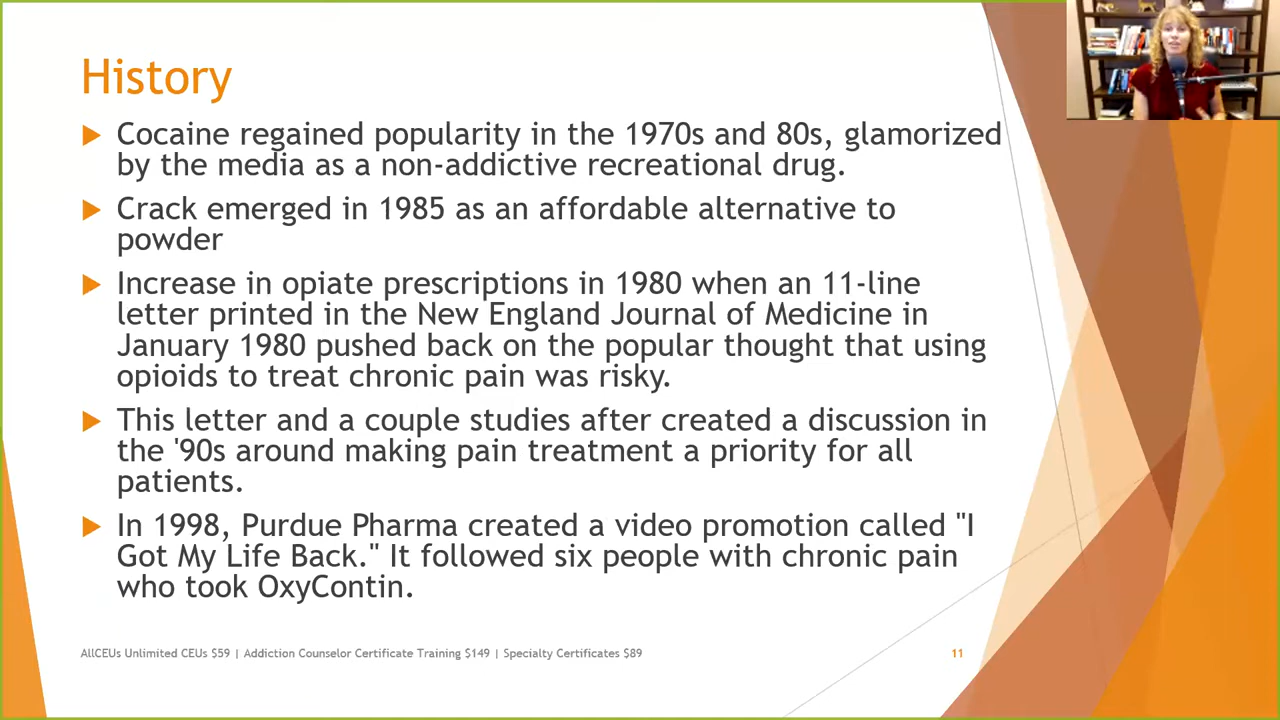 History
Cocaine regained popularity in the 1970s and 80s, glamorized
by the media as a non-addictive recreational drug.
Crack emerged in 1985 as an affordable alternative to
powder
Increase in opiate prescriptions in 1980 when an 11-line
letter printed in the New England Journal of Medicine in
January 1980 pushed back on the popular thought that using
opioids to treat chronic pain was risky.
This letter and a couple studies after created a discussion in
the '90s around making pain treatment a priority for all
patients.
In 1998, Purdue Pharma created a video promotion called "I
Got My Life Back." It followed six people with chronic pain
who took OxyContin.
AllCEUs Unlimited CEUs $59 | Addiction Counselor Certificate Training $149 | Specialty Certificates $89
11